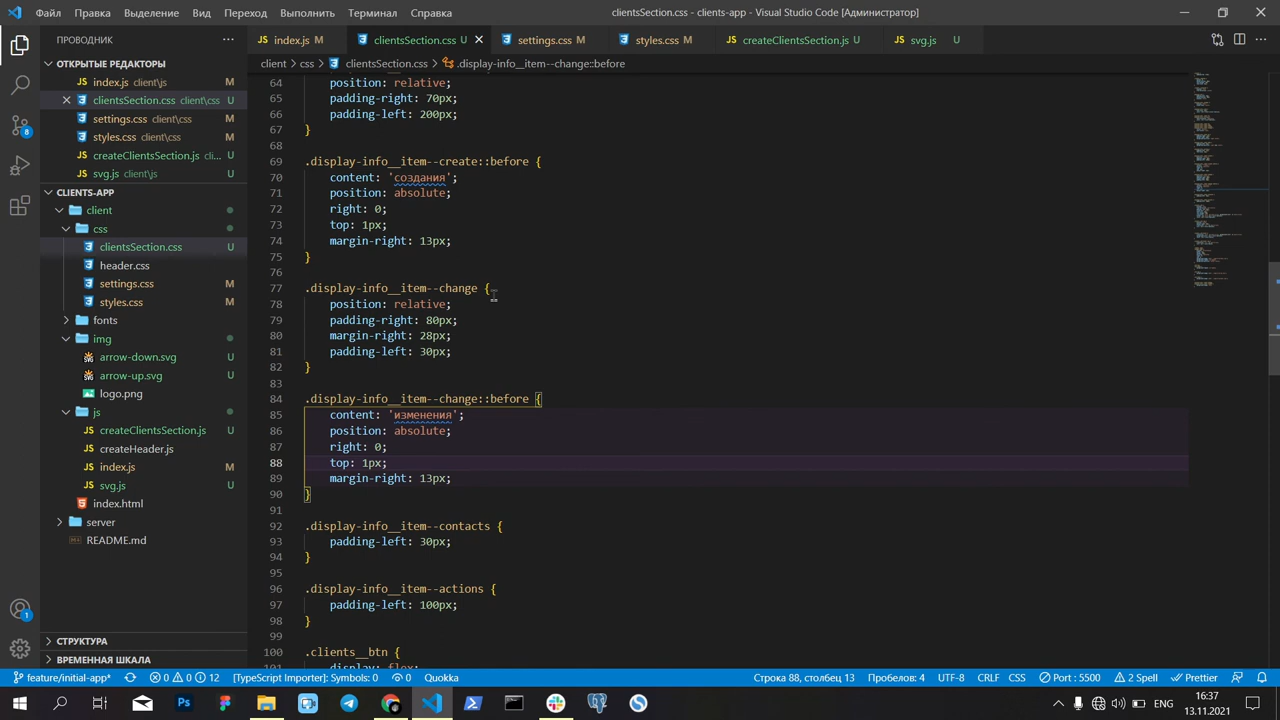 Файл Правка Выделение Вид Переход Выполнить Терминал Справка
clientsSection.css - clients-app - Visual Studio Code [Администратор]
ПРОВОДНИК
ОТКРЫТЫЕ РЕДАКТОРЫ
index.js client\js M
clientsSection.css client\css U
settings.css client\css M
styles.css client\css M
createClientsSection.js cli... U
svg.js client\js U
CLIENTS-APP
client
css
clientsSection.css U
header.css
settings.css M
styles.css M
fonts
img
arrow-down.svg U
arrow-up.svg U
logo.png
js
createClientsSection.js U
createHeader.js
index.js M
svg.js U
index.html
server
README.md
СТРУКТУРА
ВРЕМЕННАЯ ШКАЛА
index.js M clientsSection.css U settings.css M styles.css M createClientsSection.js U svg.js U
client > css > clientsSection.css > .display-info__item--change::before
64 position: relative;
65 padding-right: 70px;
66 padding-left: 200px;
67 }
68
69 .display-info__item--create::before {
70 content: 'создания';
71 position: absolute;
72 right: 0;
73 top: 1px;
74 margin-right: 13px;
75 }
76
77 .display-info__item--change {
78 position: relative;
79 padding-right: 80px;
80 margin-right: 28px;
81 padding-left: 30px;
82 }
83
84 .display-info__item--change::before {
85 content: 'изменения';
86 position: absolute;
87 right: 0;
88 top: 1px;
89 margin-right: 13px;
90 }
91
92 .display-info__item--contacts {
93 padding-left: 30px;
94 }
95
96 .display-info__item--actions {
97 padding-left: 100px;
98 }
99
100 .clients__btn {
101 display: flex;
8
1
feature/initial-app* 0 0 12 [TypeScript Importer]: Symbols: 0 0 Quokka
Строка 88, столбец 13 Пробелов: 4 UTF-8 CRLF CSS Port : 5500 2 Spell Prettier
Ps
РУС
16:37
13.11.2021